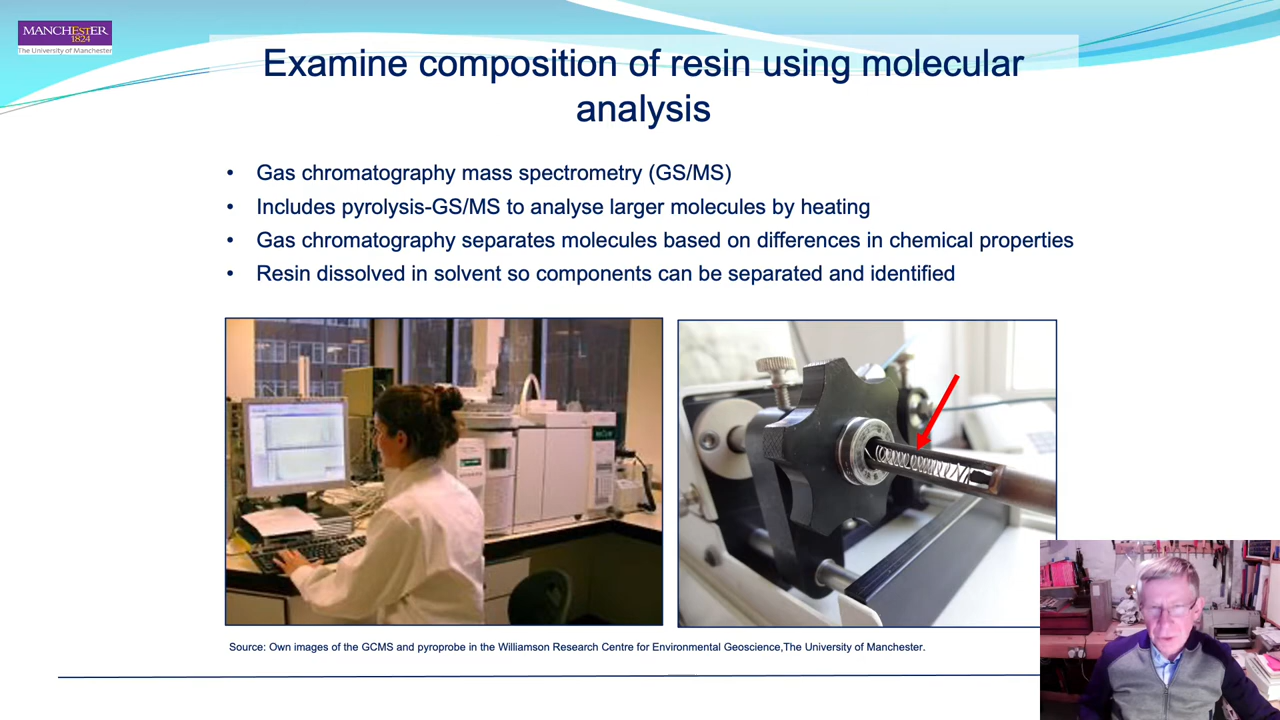 MANCHESTER
1824
The University of Manchester
Examine composition of resin using molecular
analysis
• Gas chromatography mass spectrometry (GS/MS)
• Includes pyrolysis-GS/MS to analyse larger molecules by heating
• Gas chromatography separates molecules based on differences in chemical properties
• Resin dissolved in solvent so components can be separated and identified
Source: Own images of the GCMS and pyroprobe in the Williamson Research Centre for Environmental Geoscience,The University of Manchester.